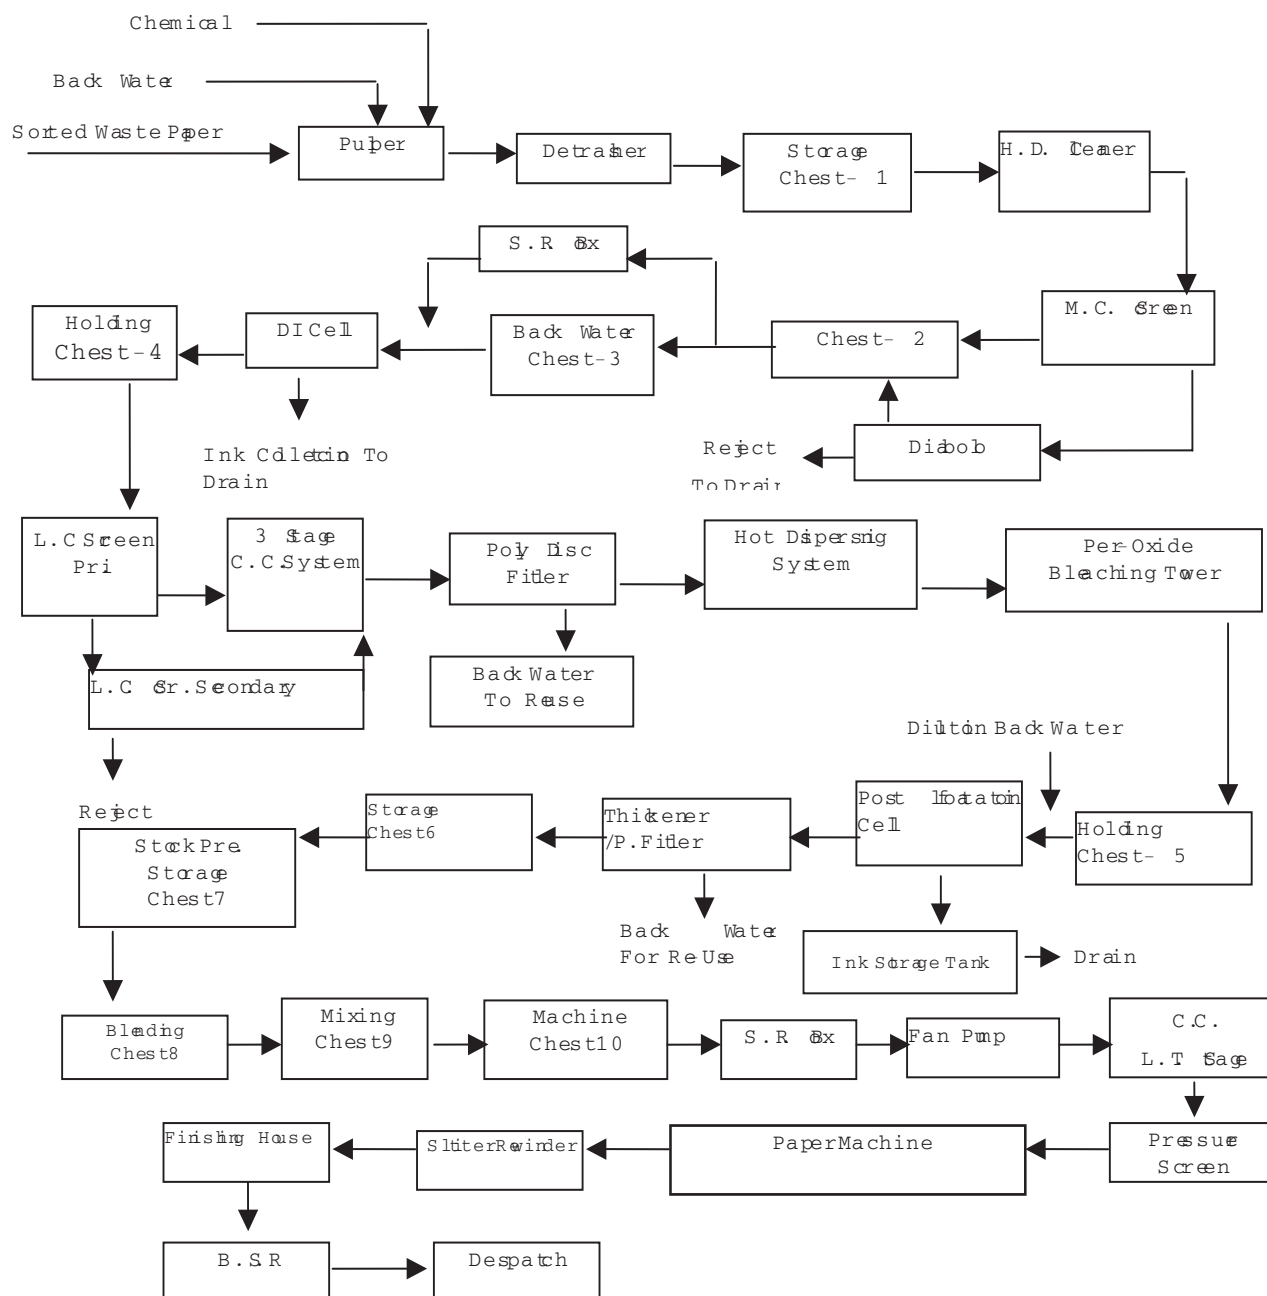 Chemical
Back Water
Sorted Waste Paper
Pulper
Detrasher
Storage
Chest- 1
H.D. Cleaner
S.R. Box
Holding
Chest-4
DI Cell
Back Water
Chest-3
Chest- 2
M.C. Screen
Ink Collection To
Drain
Reject
To Drain
Diabolo
L.C Screen
Pri.
3 Stage
C.C.System
Poly Disc
Filter
Hot Dispersing
System
Per-Oxide
Bleaching Tower
L.C. Scr. Secondary
Back Water
To Reuse
Dilution Back Water
Reject
Stock Pre.
Storage
Chest7
Storage
Chest6
Thickener
/P.Filter
Post floatation
Cell
Holding
Chest- 5
Back Water
For Re-Use
Ink Storage Tank
Drain
Blending
Chest8
Mixing
Chest9
Machine
Chest10
S.R. Box
Fan Pump
C.C.
L.T. Stage
Finishing House
Sliter Rewinder
Paper Machine
Pressure
Screen
B.S.R
Despatch